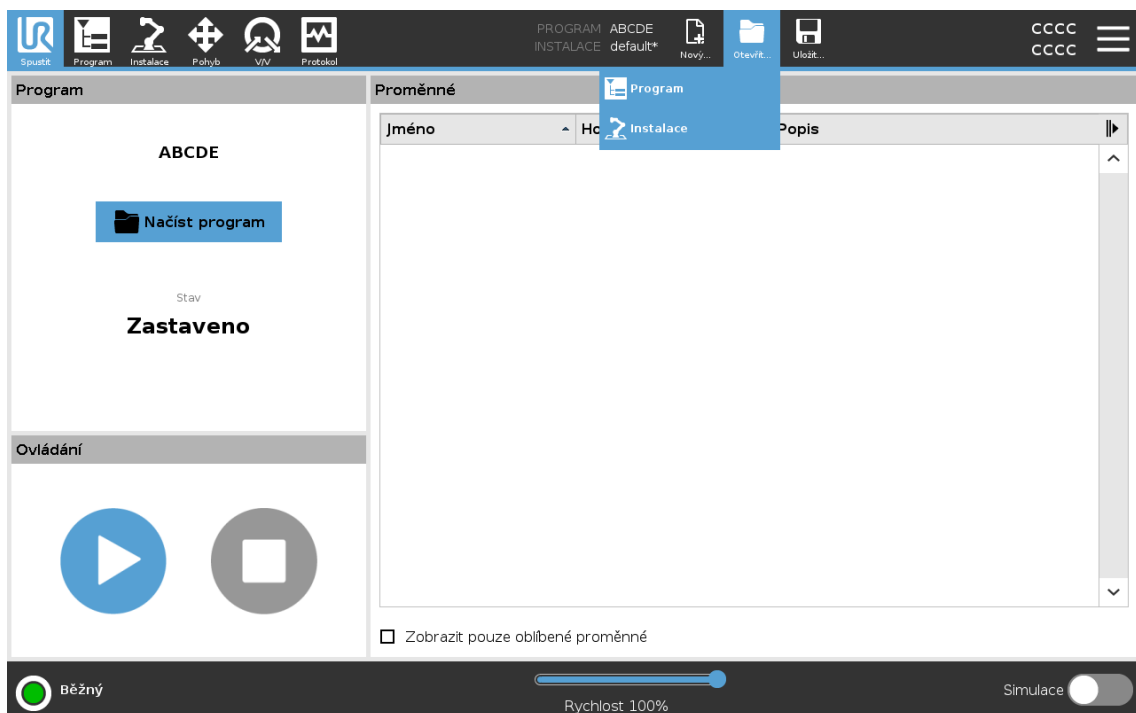 PROGRAM ABCDE
INSTALACE default*
CCCC
CCCC
Spustit Program Instalace Pohyb V/V Protokol Nový... Otevřít... Uložit...
Program
Proměnné
Program
Instalace
Jméno Ho Popis
ABCDE
Načíst program
Stav
Zastaveno
Ovládání
Zobrazit pouze oblíbené proměnné
Běžný
Rychlost 100%
Simulace